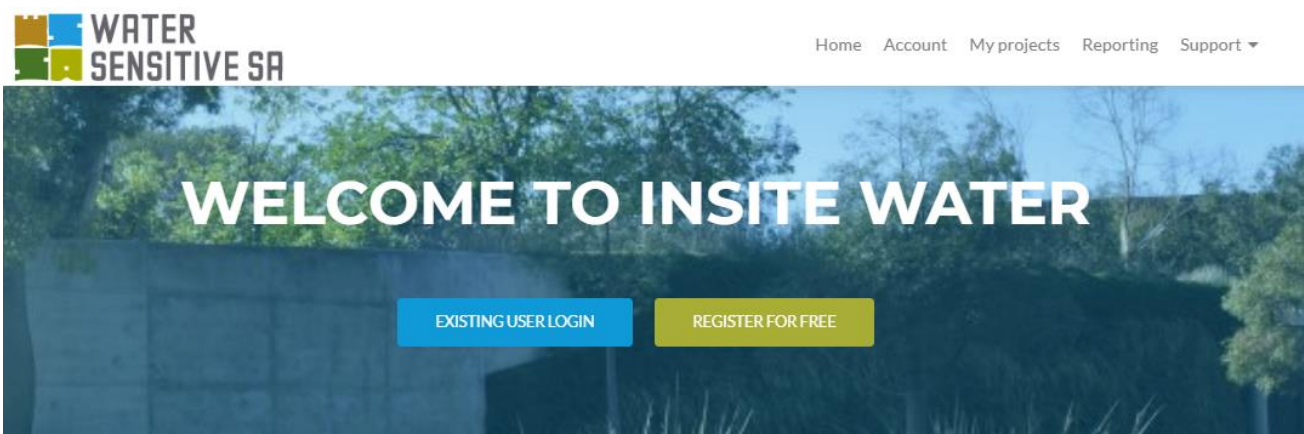 WATER
SENSITIVE SA
Home Account My projects Reporting Support
WELCOME TO INSITE WATER
EXISTING USER LOGIN REGISTER FOR FREE